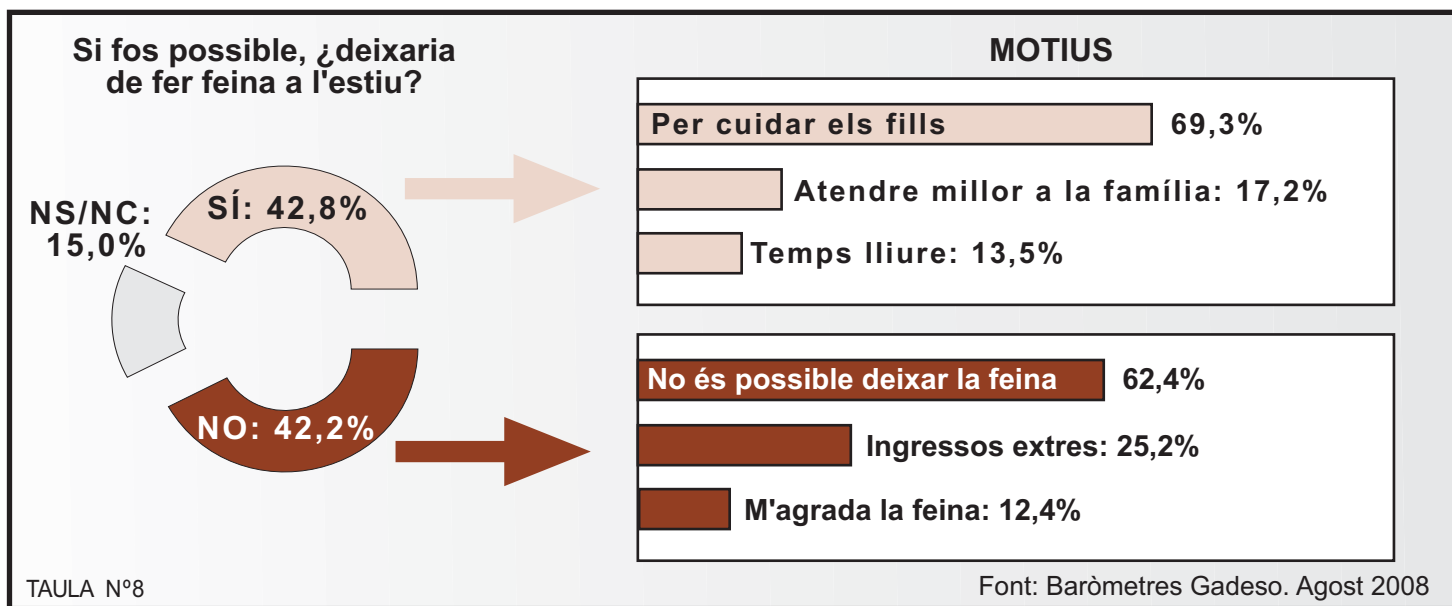 Si fos possible, ¿deixaria
de fer feina a l'estiu?
NS/NC:
15,0%
SÍ: 42,8%
NO: 42,2%
MOTIUS
Per cuidar els fills 69,3%
Atendre millor a la família: 17,2%
Temps lliure: 13,5%
No és possible deixar la feina 62,4%
Ingressos extres: 25,2%
M'agrada la feina: 12,4%
TAULA Nº8
Font: Baròmetres Gadeso. Agost 2008